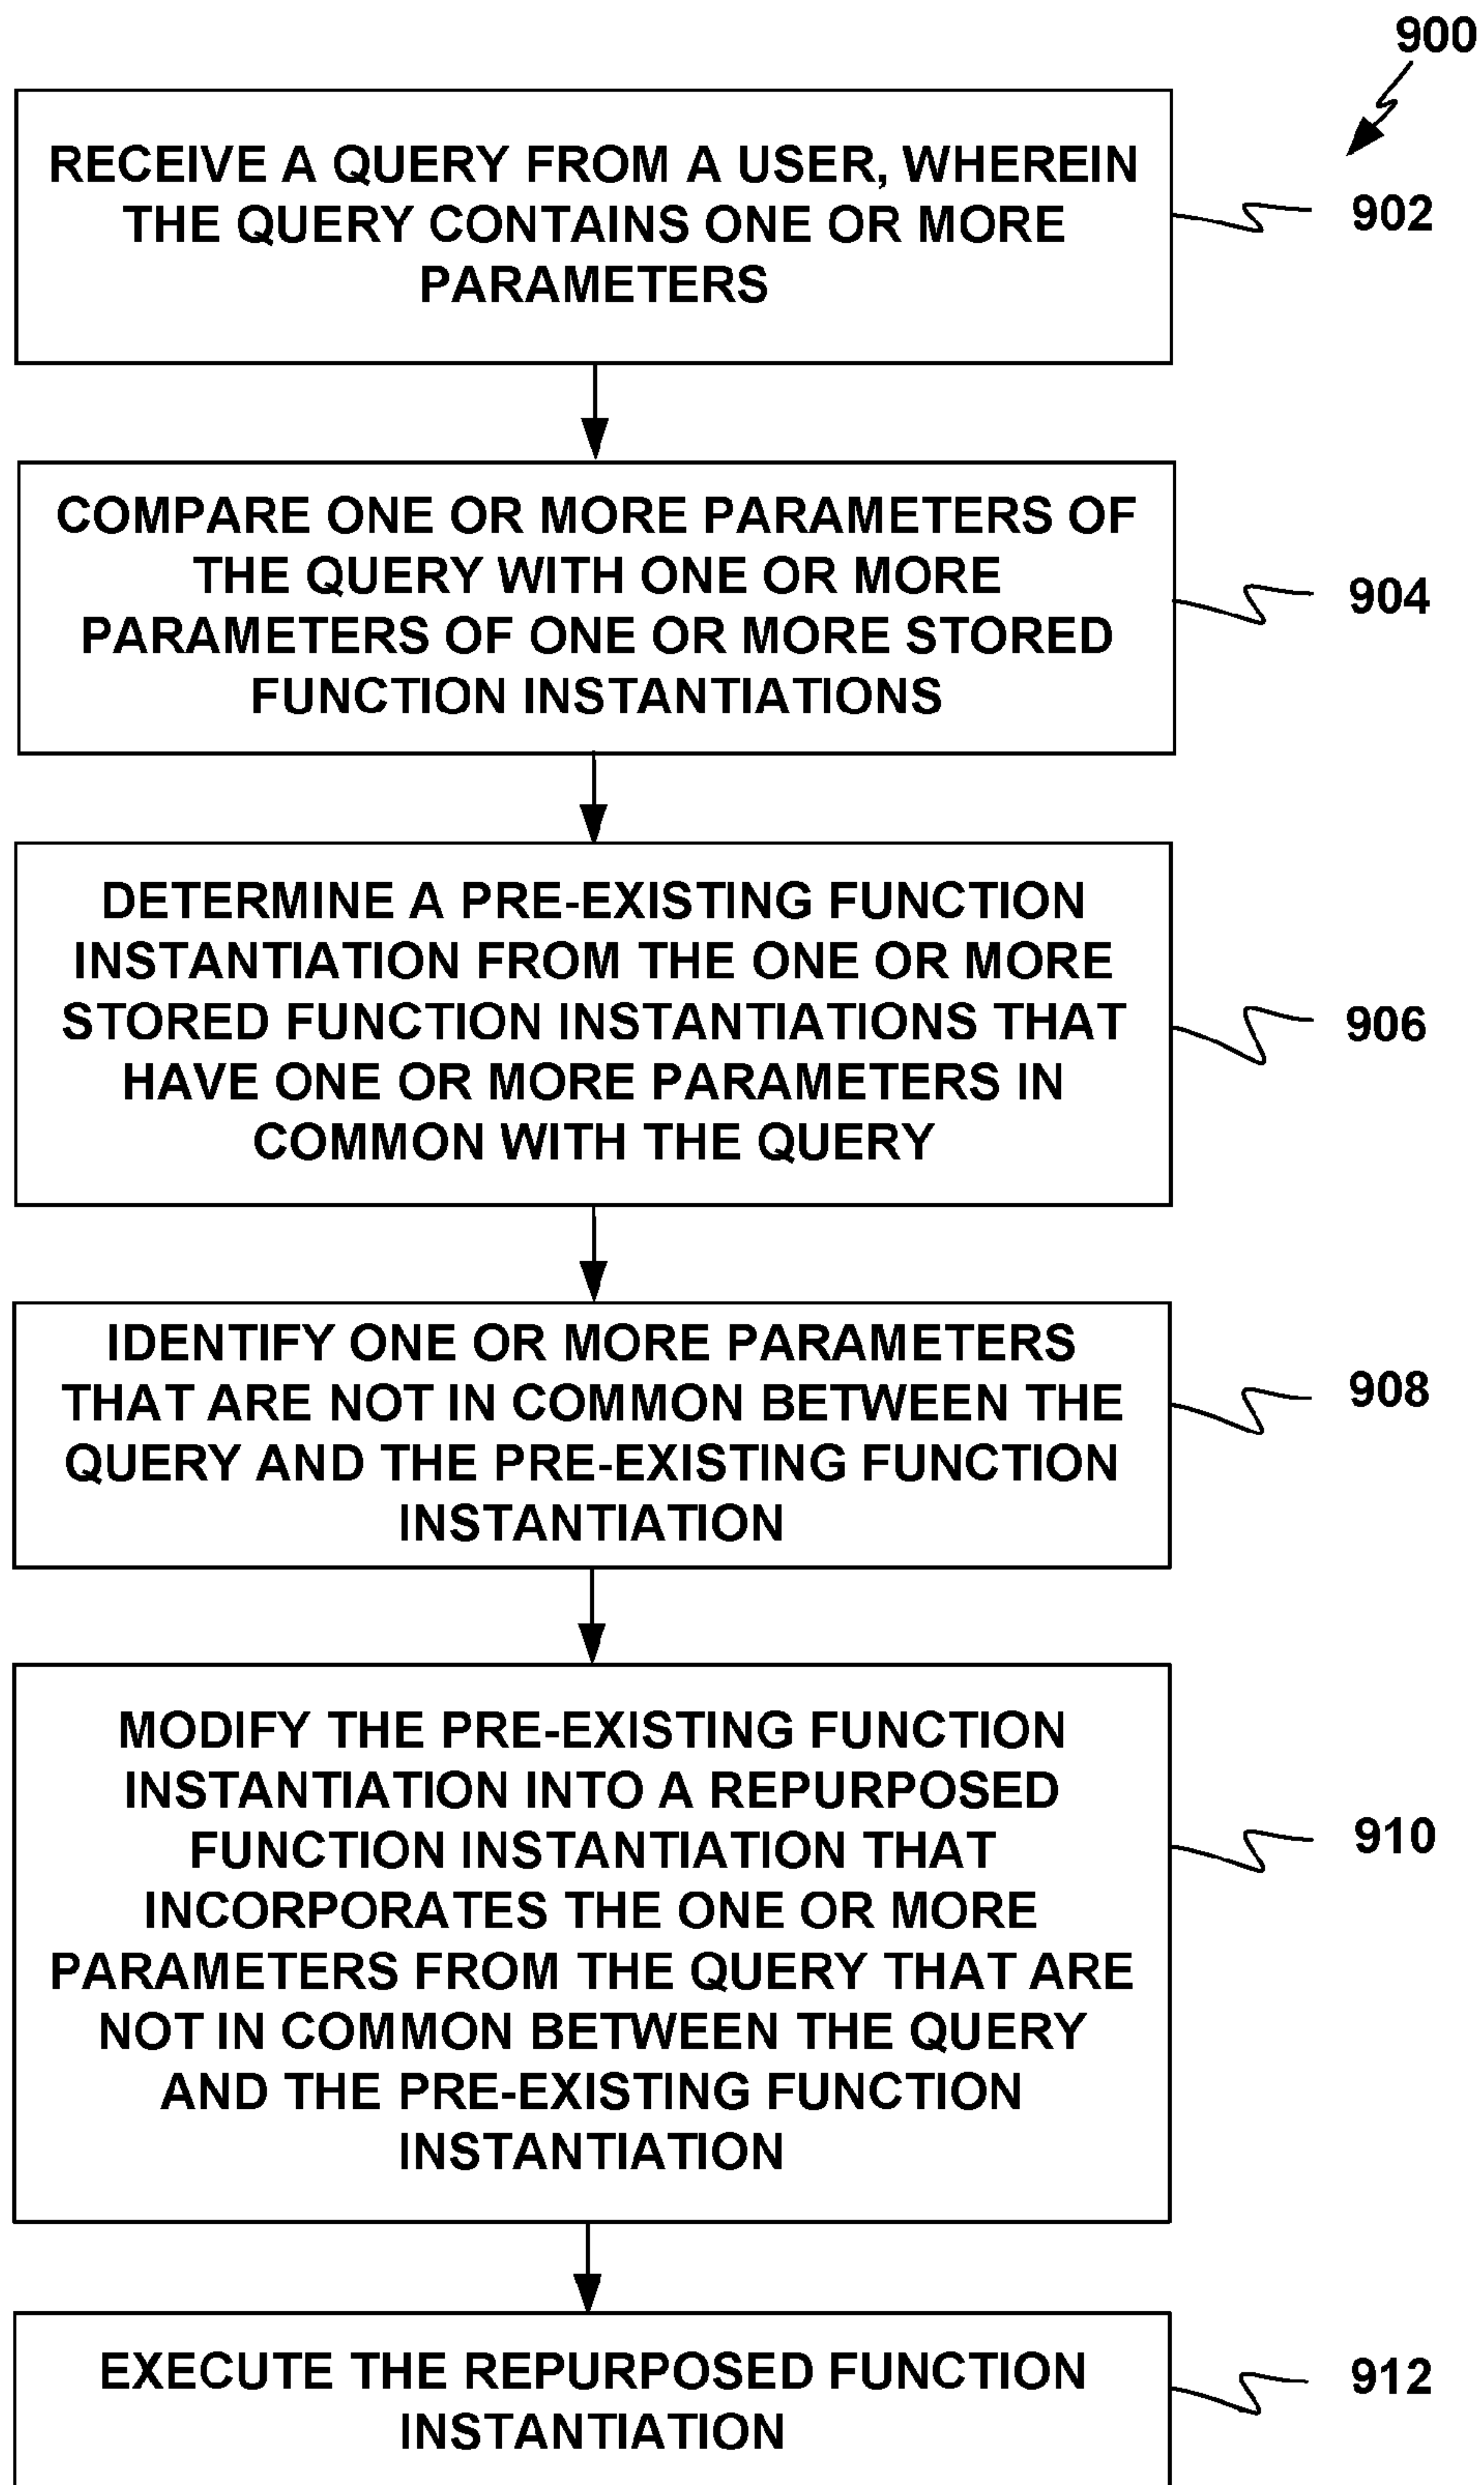 900
RECEIVE A QUERY FROM A USER, WHEREIN
THE QUERY CONTAINS ONE OR MORE
PARAMETERS
902
COMPARE ONE OR MORE PARAMETERS OF
THE QUERY WITH ONE OR MORE
PARAMETERS OF ONE OR MORE STORED
FUNCTION INSTANTIATIONS
904
DETERMINE A PRE-EXISTING FUNCTION
INSTANTIATION FROM THE ONE OR MORE
STORED FUNCTION INSTANTIATIONS THAT
HAVE ONE OR MORE PARAMETERS IN
COMMON WITH THE QUERY
906
IDENTIFY ONE OR MORE PARAMETERS
THAT ARE NOT IN COMMON BETWEEN THE
QUERY AND THE PRE-EXISTING FUNCTION
INSTANTIATION
908
MODIFY THE PRE-EXISTING FUNCTION
INSTANTIATION INTO A REPURPOSED
FUNCTION INSTANTIATION THAT
INCORPORATES THE ONE OR MORE
PARAMETERS FROM THE QUERY THAT ARE
NOT IN COMMON BETWEEN THE QUERY
AND THE PRE-EXISTING FUNCTION
INSTANTIATION
910
EXECUTE THE REPURPOSED FUNCTION
INSTANTIATION
912